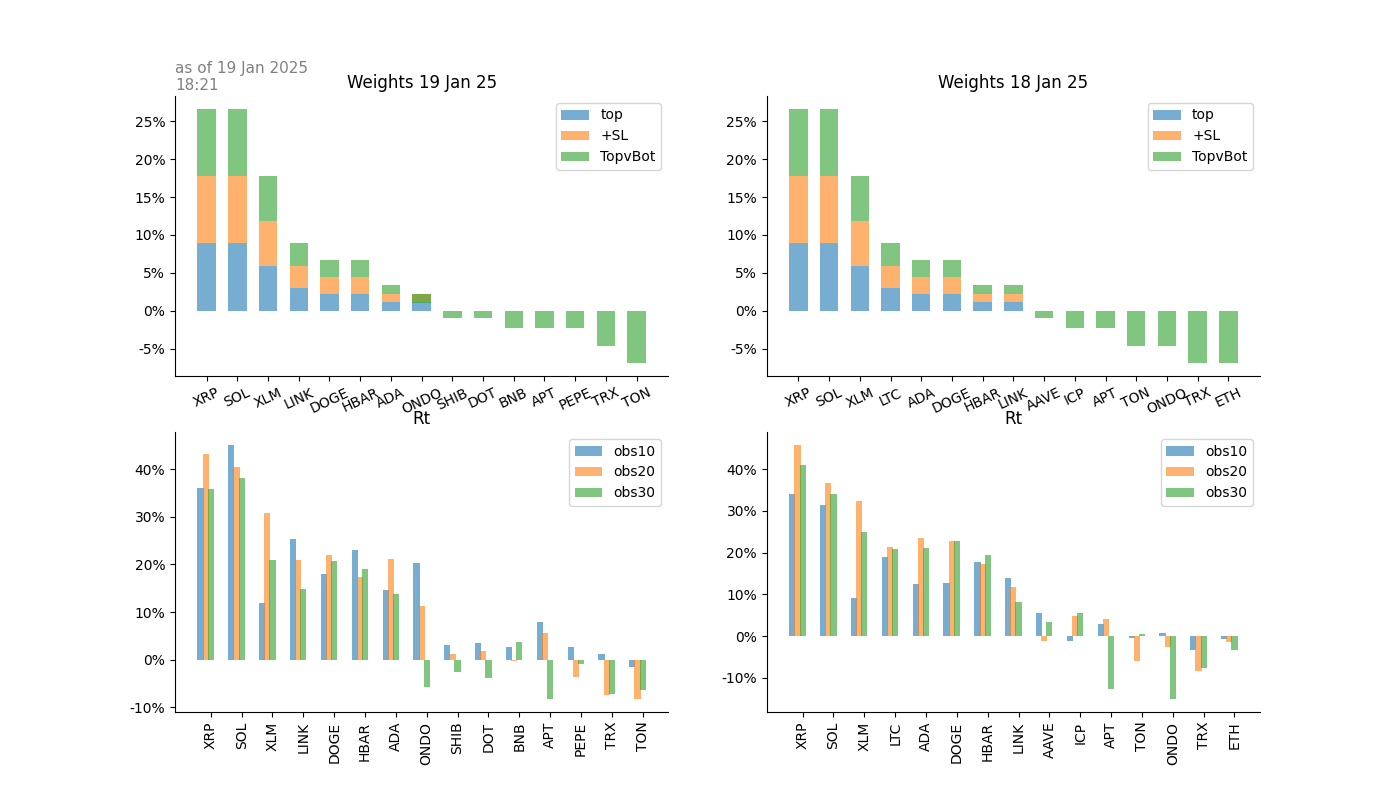 as of 19 Jan 2025
18:21
Weights 19 Jan 25
25%
20%
15%
10%
5%
0%
-5%
top
+SL
TopvBot
XRP SOL XLM LINK DOGE HBAR ADA ONDO SHIB DOT BNB APT PEPE TRX TON
Weights 18 Jan 25
25%
20%
15%
10%
5%
0%
-5%
top
+SL
TopvBot
XRP SOL XLM LTC ADA DOGE HBAR LINK AAVE ICP APT TON ONDO TRX ETH
Rt
40%
30%
20%
10%
0%
-10%
obs10
obs20
obs30
XRP SOL XLM LINK DOGE HBAR ADA ONDO SHIB DOT BNB APT PEPE TRX TON
Rt
40%
30%
20%
10%
0%
-10%
obs10
obs20
obs30
XRP SOL XLM LTC ADA DOGE HBAR LINK AAVE ICP APT TON ONDO TRX ETH